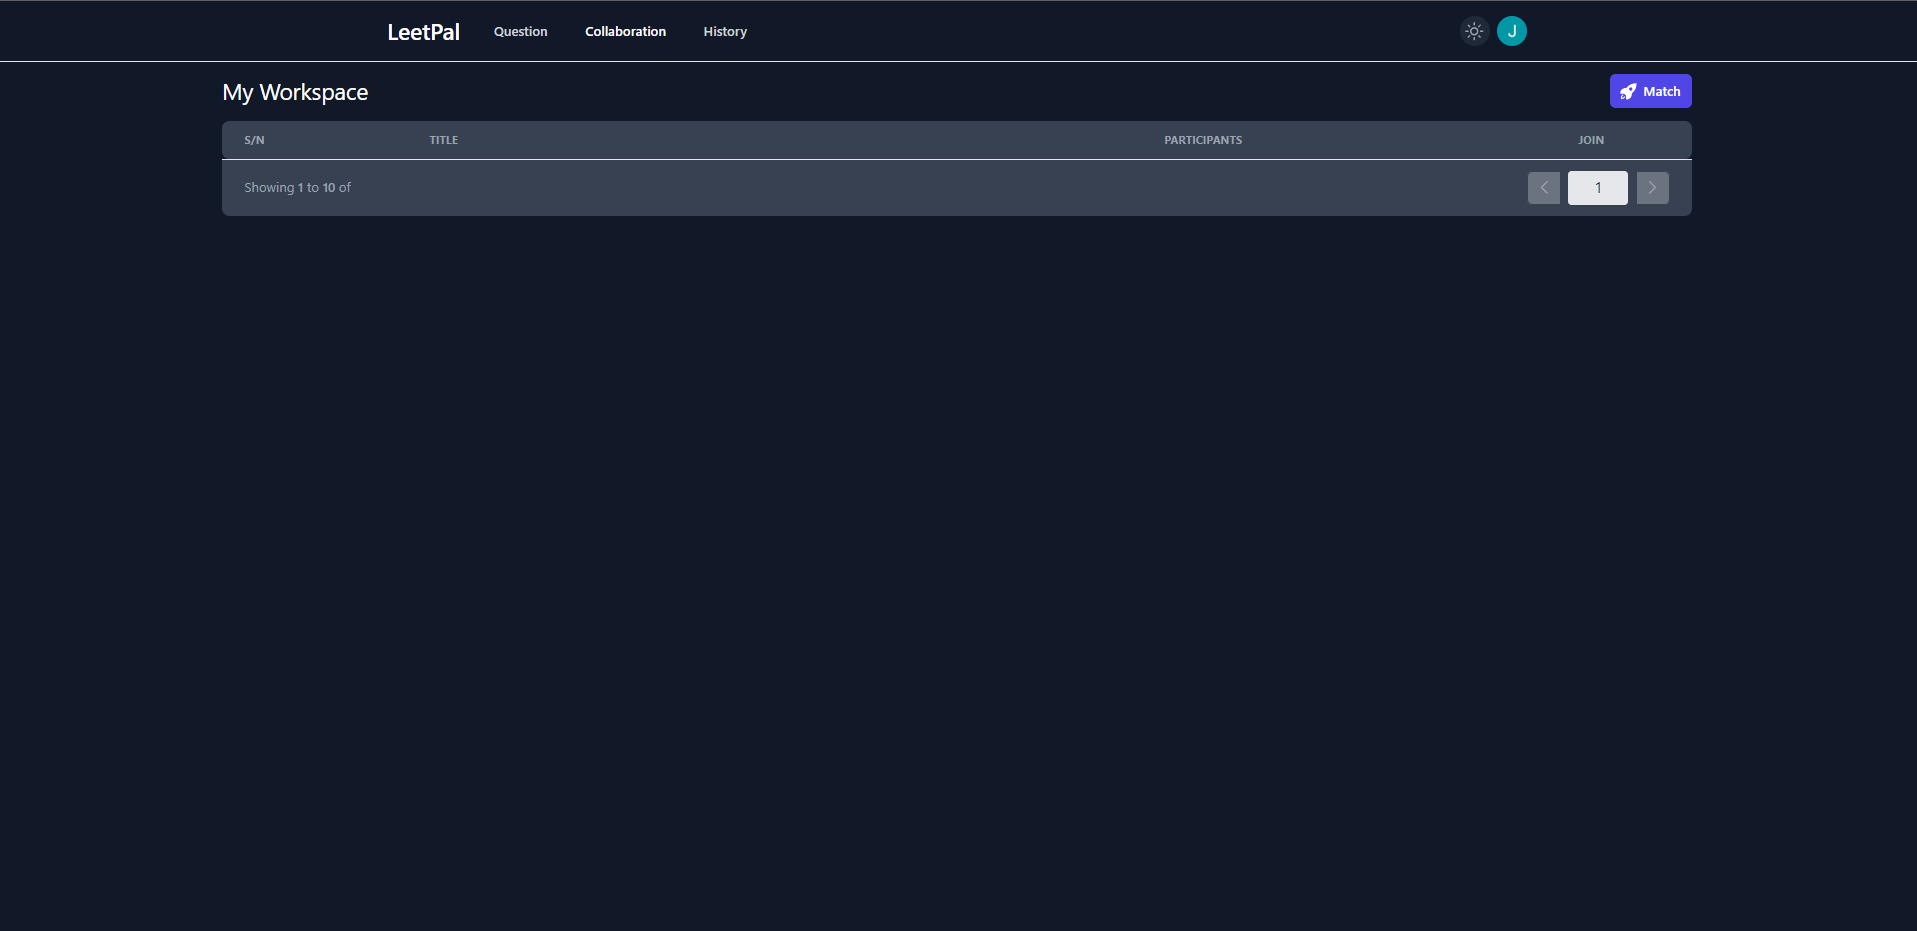 LeetPal Question Collaboration History J
My Workspace Match
S/N TITLE PARTICIPANTS JOIN
Showing 1 to 10 of 1